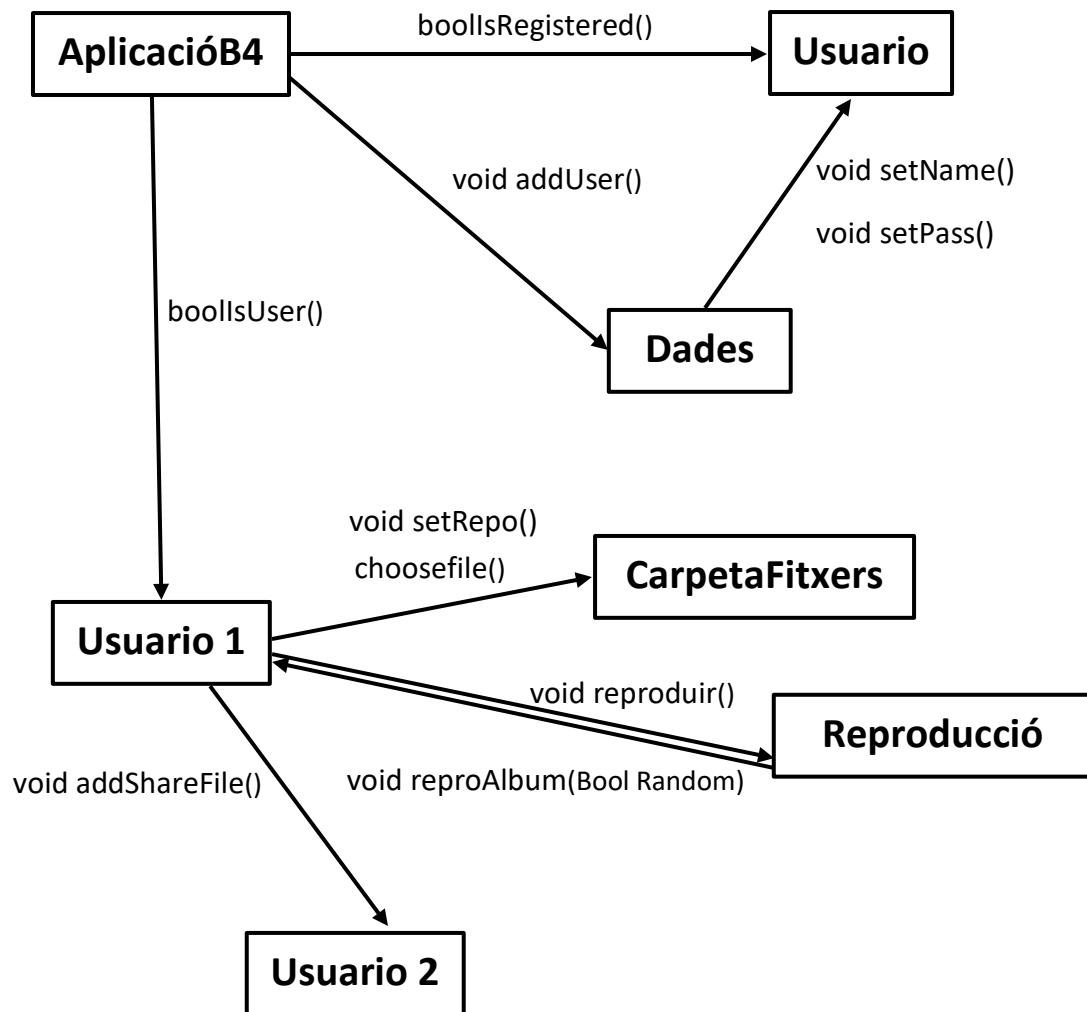 boolIsRegistered()
AplicacióB4
Usuario
void addUser()
void setName()
void setPass()
boolIsUser()
Dades
void setRepo()
choosefile()
CarpetaFitxers
Usuario 1
void reproduir()
Reproducció
void addShareFile()
void reproAlbum(Bool Random)
Usuario 2